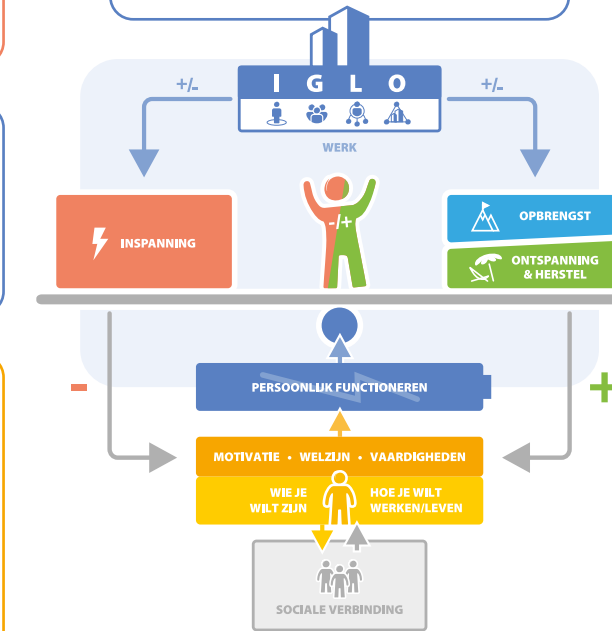 I G L O
+/-
+/-
WERK
-/+
INSPANNING
OPBRENGST
ONTSPANNING
& HERSTEL
-
+
PERSOONLIJK FUNCTIONEREN
MOTIVATIE • WELZIJN • VAARDIGHEDEN
WIE JE
WILT ZIJN
HOE JE WILT
WERKEN/LEVEN
SOCIALE VERBINDING